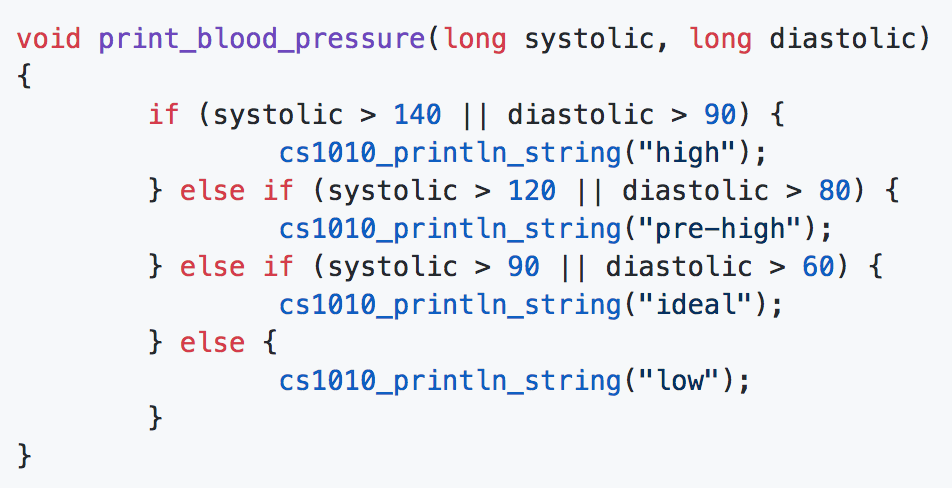 void print_blood_pressure(long systolic, long diastolic)
{
        if (systolic > 140 || diastolic > 90) {
                cs1010_println_string("high");
        } else if (systolic > 120 || diastolic > 80) {
                cs1010_println_string("pre-high");
        } else if (systolic > 90 || diastolic > 60) {
                cs1010_println_string("ideal");
        } else {
                cs1010_println_string("low");
        }
}